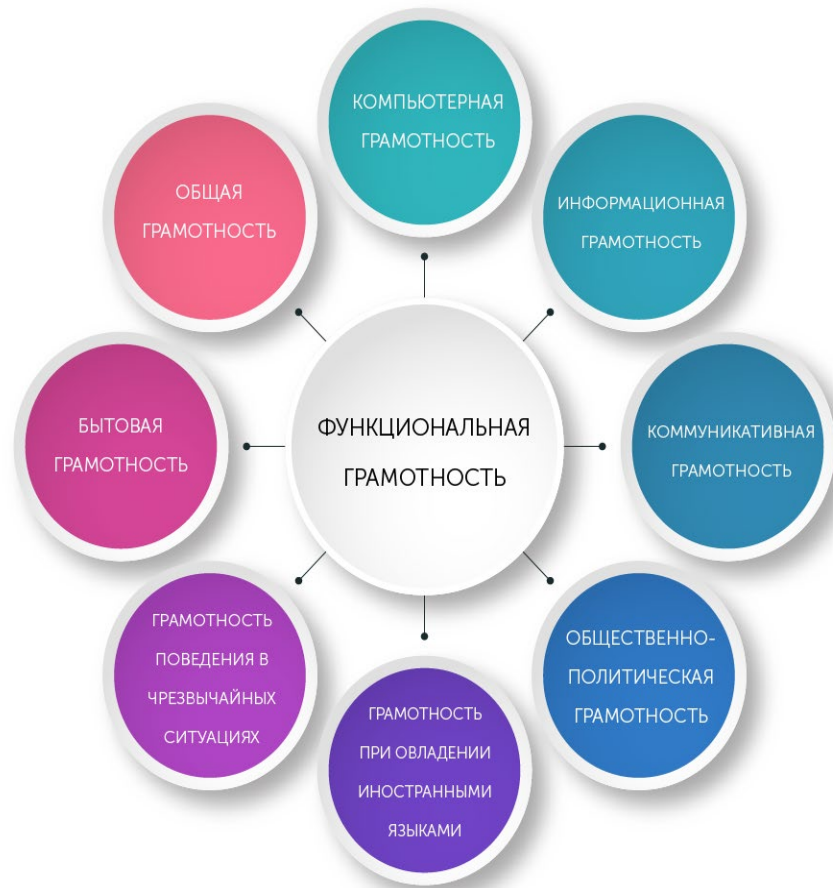 КОМПЬЮТЕРНАЯ
ГРАМОТНОСТЬ
ИНФОРМАЦИОННАЯ
ГРАМОТНОСТЬ
КОММУНИКАТИВНАЯ
ГРАМОТНОСТЬ
ОБЩЕСТВЕННО-
ПОЛИТИЧЕСКАЯ
ГРАМОТНОСТЬ
ГРАМОТНОСТЬ
ПРИ ОВЛАДЕНИИ
ИНОСТРАННЫМИ
ЯЗЫКАМИ
ГРАМОТНОСТЬ
ПОВЕДЕНИЯ В
ЧРЕЗВЫЧАЙНЫХ
СИТУАЦИЯХ
БЫТОВАЯ
ГРАМОТНОСТЬ
ОБЩАЯ
ГРАМОТНОСТЬ
ФУНКЦИОНАЛЬНАЯ
ГРАМОТНОСТЬ